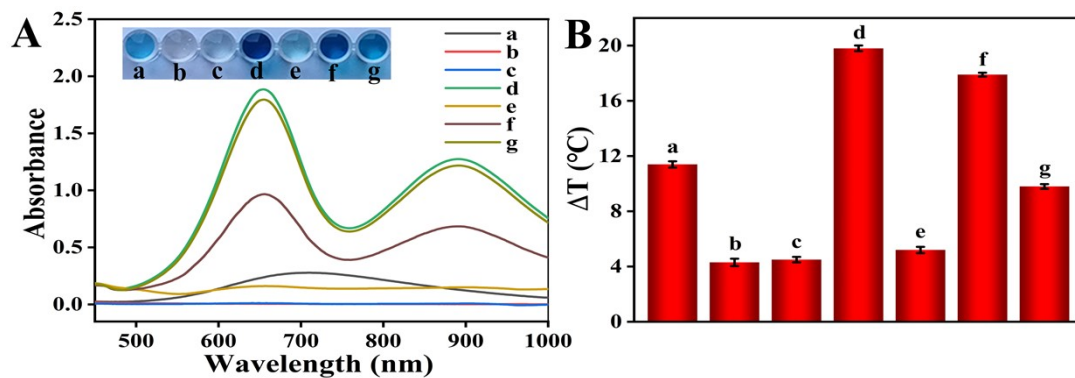 A
B
2.5
2.0
1.5
1.0
0.5
0.0
Absorbance
500
600
700
800
900
1000
Wavelength (nm)
a b c d e f g
a
b
c
d
e
f
g
20
16
12
8
4
0
ΔT (°C)
a
b
c
d
e
f
g